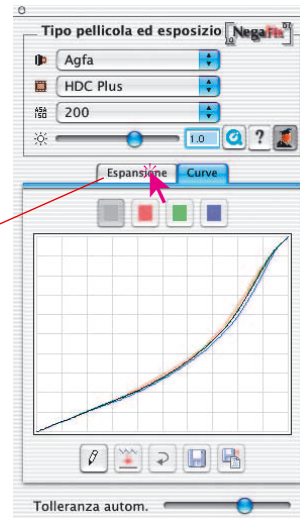 Tipo pellicola ed esposizio NegaFix
Agfa
HDC Plus
ASA
ISO 200
1.0 ?
Espansione Curve
Tolleranza autom.